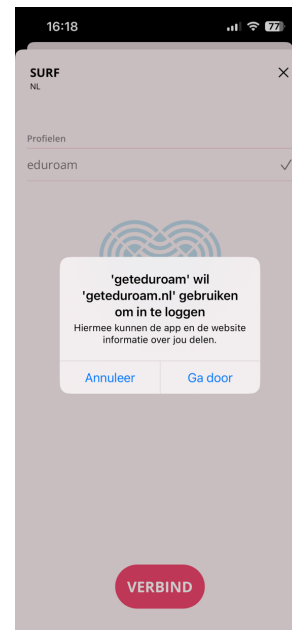 16:18
77
SURF
NL
Profielen
eduroam
'geteduroam' wil
'geteduroam.nl' gebruiken
om in te
loggen
Hiermee kunnen de app en de website
informatie over jou delen.
Annuleer
Ga door
VERBIND